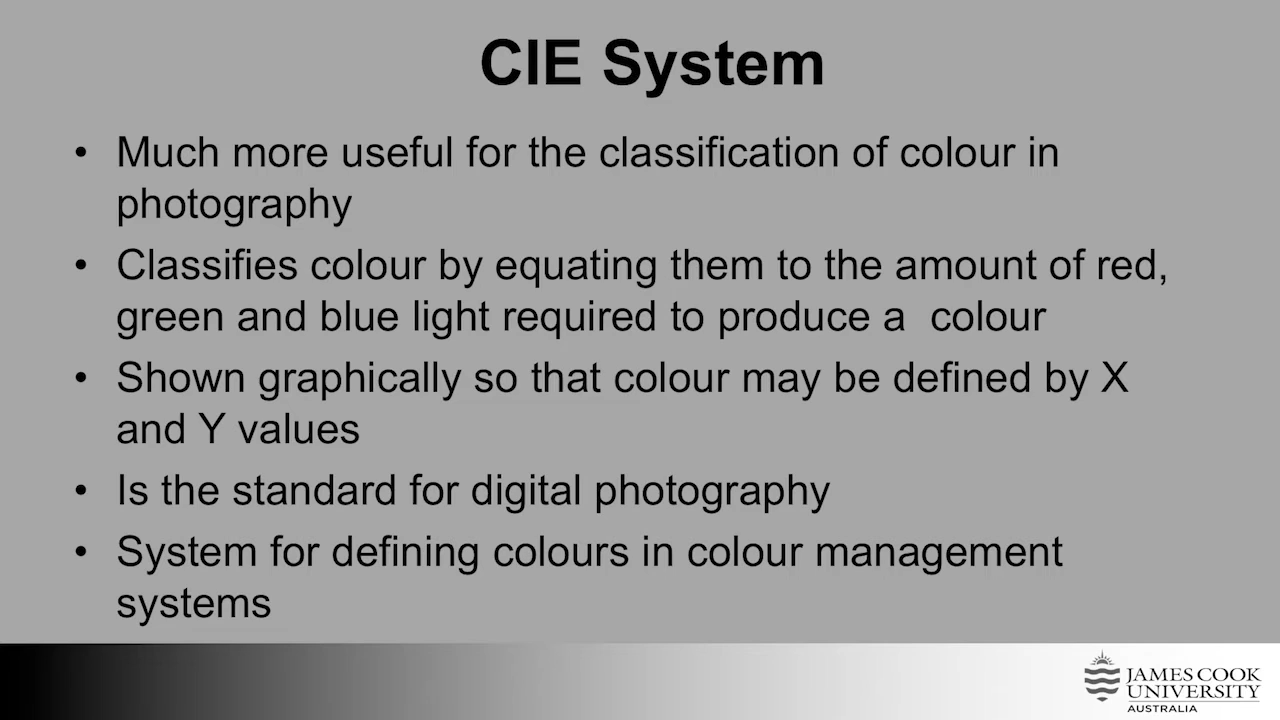 CIE System
• Much more useful for the classification of colour in
photography
• Classifies colour by equating them to the amount of red,
green and blue light required to produce a  colour
• Shown graphically so that colour may be defined by X
and Y values
• Is the standard for digital photography
• System for defining colours in colour management
systems
JAMES COOK
UNIVERSITY
AUSTRALIA